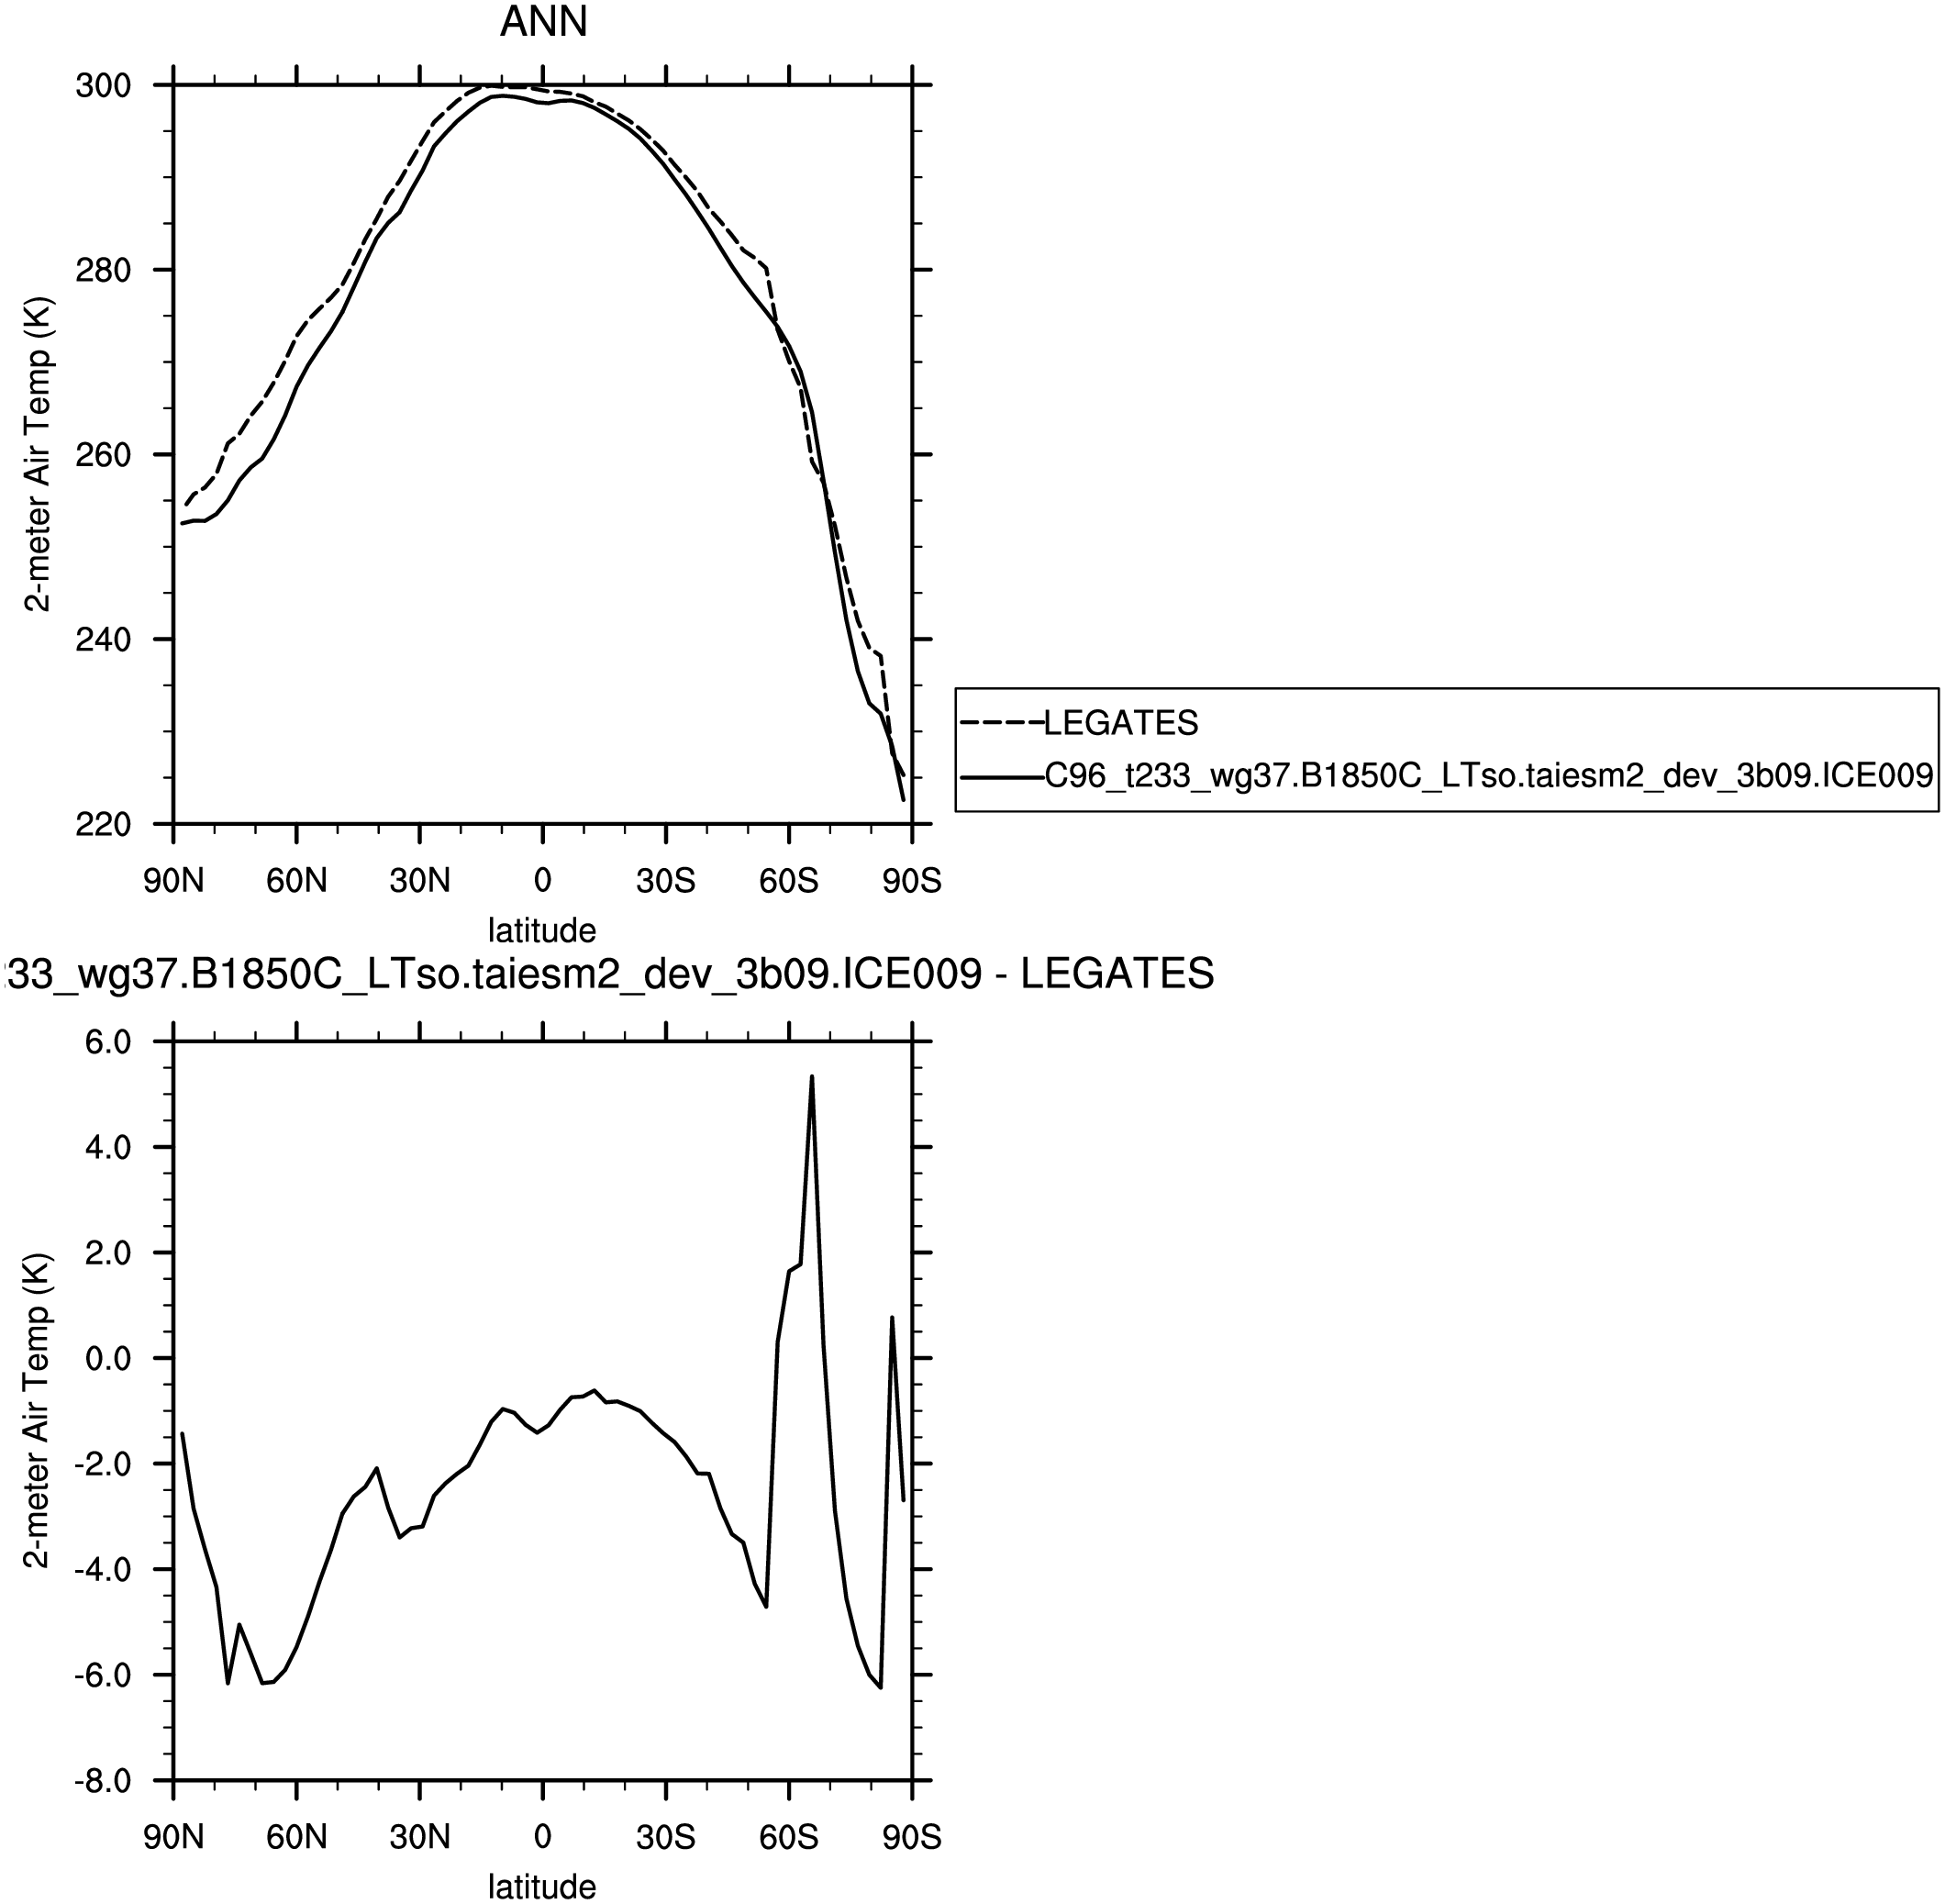 ANN
300
280
260
240
220
2-meter Air Temp (K)
90N 60N 30N 0 30S 60S 90S
latitude
LEGATES
C96_t233_wg37.B1850C_LTso.taiesm2_dev_3b09.ICE009
33_wg37.B1850C_LTso.taiesm2_dev_3b09.ICE009 - LEGATES
6.0
4.0
2.0
0.0
-2.0
-4.0
-6.0
-8.0
2-meter Air Temp (K)
90N 60N 30N 0 30S 60S 90S
latitude